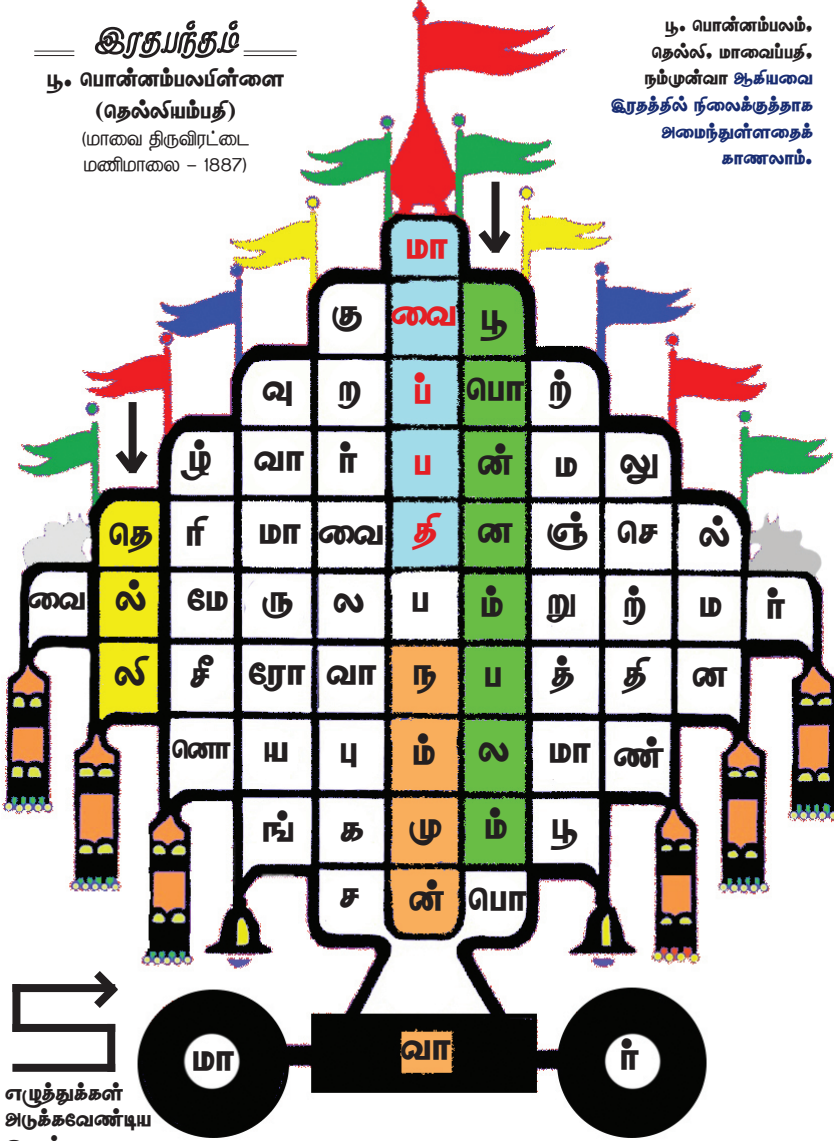 இரதபந்தம்
பூ. பொன்னம்பலபிள்ளை
(தெல்லியம்பதி)
(மாவை திருவிரட்டை
மணிமாலை – 1887)
பூ. பொன்னம்பலம்,
தெல்லி, மாவைப்பதி,
நம்முன்வா ஆகியவை
இரதத்தில் நிலைக்குத்தாக
அமைந்துள்ளதைக்
காணலாம்.
மா
கு வை பூ
வு ற ப் பொ ற்
ழ் வா ர் ப ன் ம லு
தெ ரி மா வை தி ன ஞ் செ ல்
வை ல் மே ரு ல ப ம் று ற் ம ர்
லி சீ ரோ வா ந ப த் தி ன
னொ ய பு ம் ல மா ண்
ங் க மு ம் பூ
ச ன் பொ
மா வா ர்
எழுத்துக்கள்
அடுக்கவேண்டிய